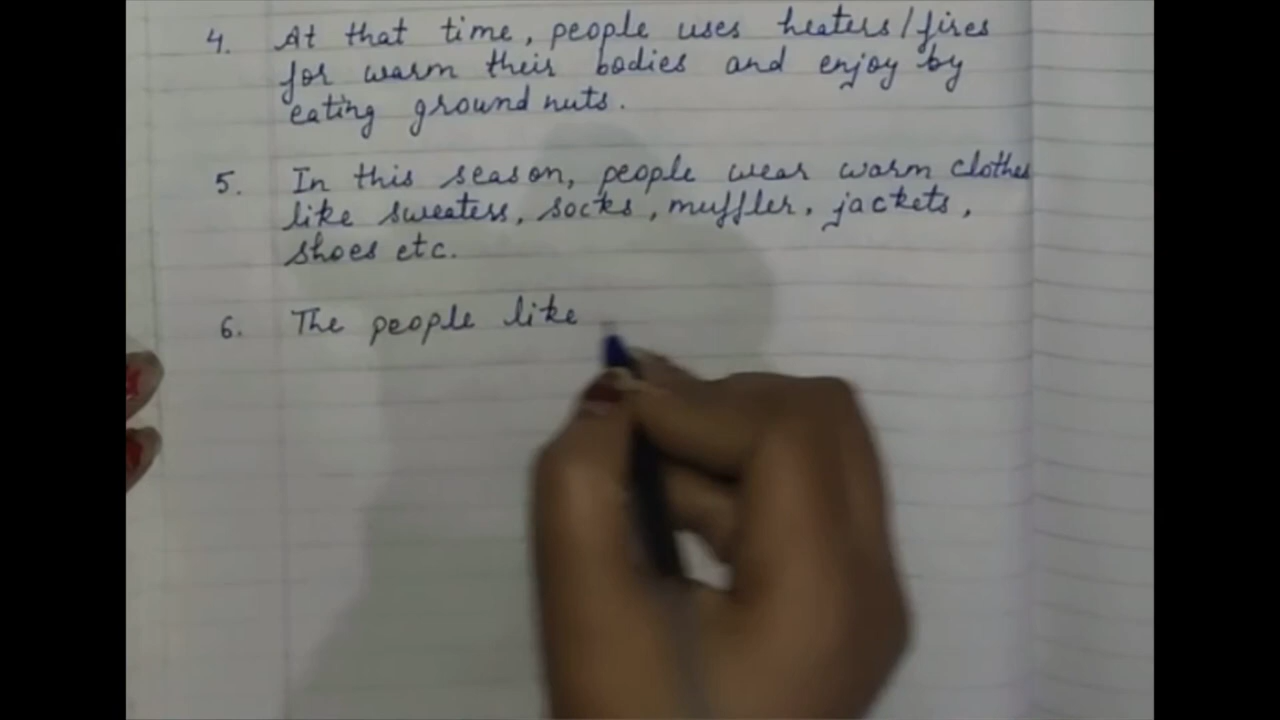 4. At that time, people uses heaters/fires
for warm their bodies and enjoy by
eating ground nuts.
5. In this season, people wear warm clothes
like sweaters, socks, muffler, jackets,
shoes etc.
6. The people like